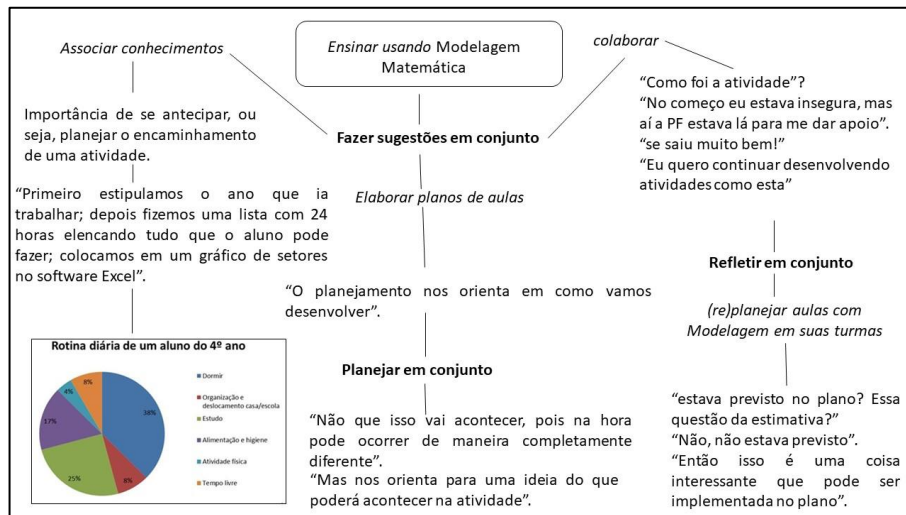 Associar conhecimentos
Ensinar usando Modelagem
Matemática
colaborar
Importância de se antecipar, ou
seja, planejar o encaminhamento
de uma atividade.
“Primeiro estipulamos o ano que ia
trabalhar; depois fizemos uma lista com 24
horas elencando tudo que o aluno pode
fazer; colocamos em um gráfico de setores
no software Excel”.
Rotina diária de um aluno do 4º ano
38%
8%
25%
17%
4%
8%
Dormir
Organização e
deslocamento casa/escola
Estudo
Alimentação e higiene
Atividade física
Tempo livre
Fazer sugestões em conjunto
Elaborar planos de aulas
“O planejamento nos orienta em como vamos
desenvolver”.
Planejar em conjunto
“Não que isso vai acontecer, pois na hora
pode ocorrer de maneira completamente
diferente”.
“Mas nos orienta para uma ideia do que
poderá acontecer na atividade”.
“Como foi a atividade”?
“No começo eu estava insegura, mas
aí a PF estava lá para me dar apoio”.
“se saiu muito bem!”
“Eu quero continuar desenvolvendo
atividades como esta”
Refletir em conjunto
(re)planejar aulas com
Modelagem em suas turmas
“estava previsto no plano? Essa
questão da estimativa?”
“Não, não estava previsto”.
“Então isso é uma coisa
interessante que pode ser
implementada no plano”.